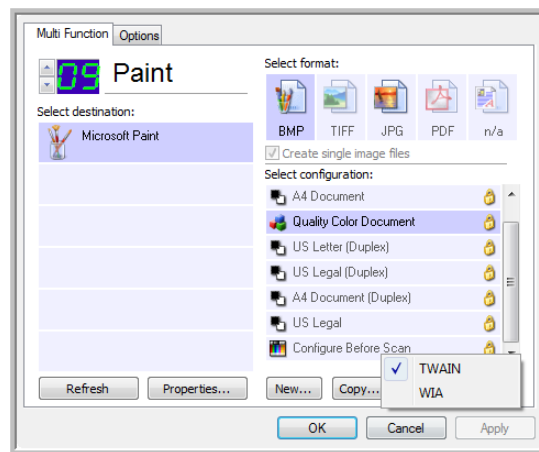 Multi Function Options
09 Paint
Select destination:
Microsoft Paint
Refresh Properties...
Select format:
BMP TIFF JPG PDF n/a
Create single image files
Select configuration:
A4 Document
Quality Color Document
US Letter (Duplex)
US Legal (Duplex)
A4 Document (Duplex)
US Legal
Configure Before Scan
New... Copy...
TWAIN
WIA
OK Cancel Apply